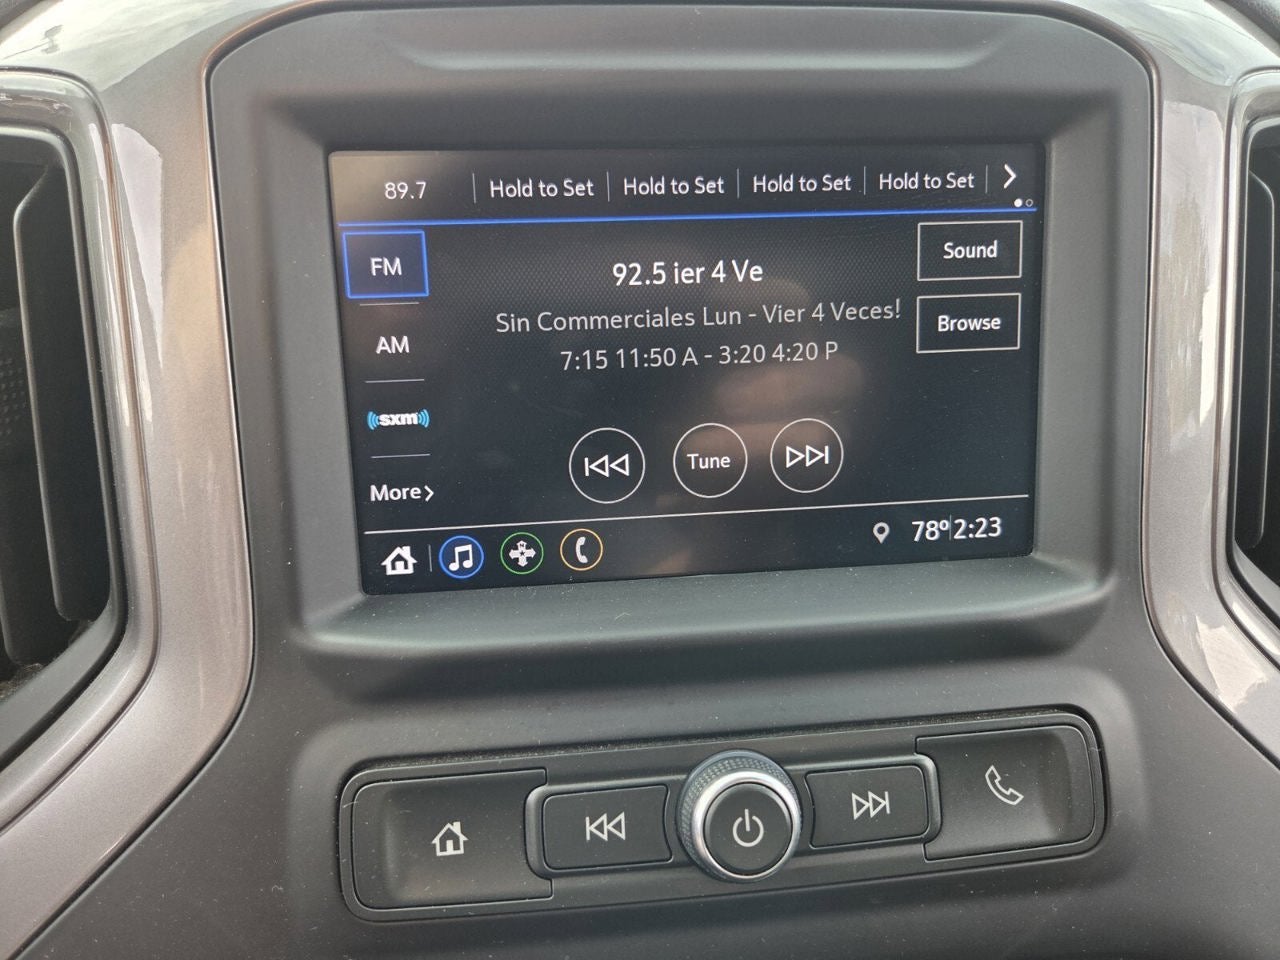 89.7 Hold to Set Hold to Set Hold to Set Hold to Set
FM
AM
sxm
More
92.5 ier 4 Ve
Sin Commerciales Lun - Vier 4 Veces!
7:15 11:50 A - 3:20 4:20 P
Tune
Sound
Browse
78° 2:23